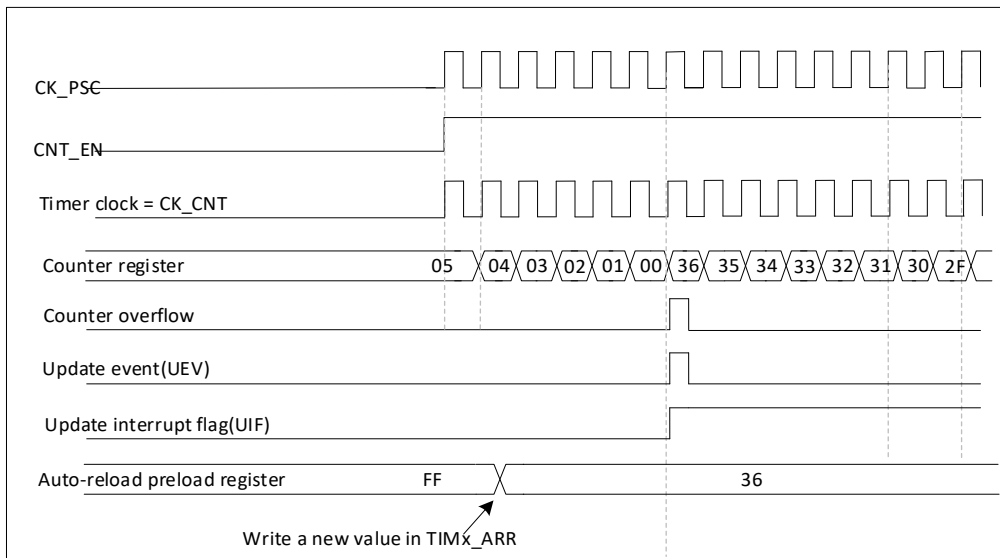 CK_PSC
CNT_EN
Timer clock = CK_CNT
Counter register 05 04 03 02 01 00 36 35 34 33 32 31 30 2F
Counter overflow
Update event(UEV)
Update interrupt flag(UIF)
Auto-reload preload register FF 36
Write a new value in TIMx_ARR